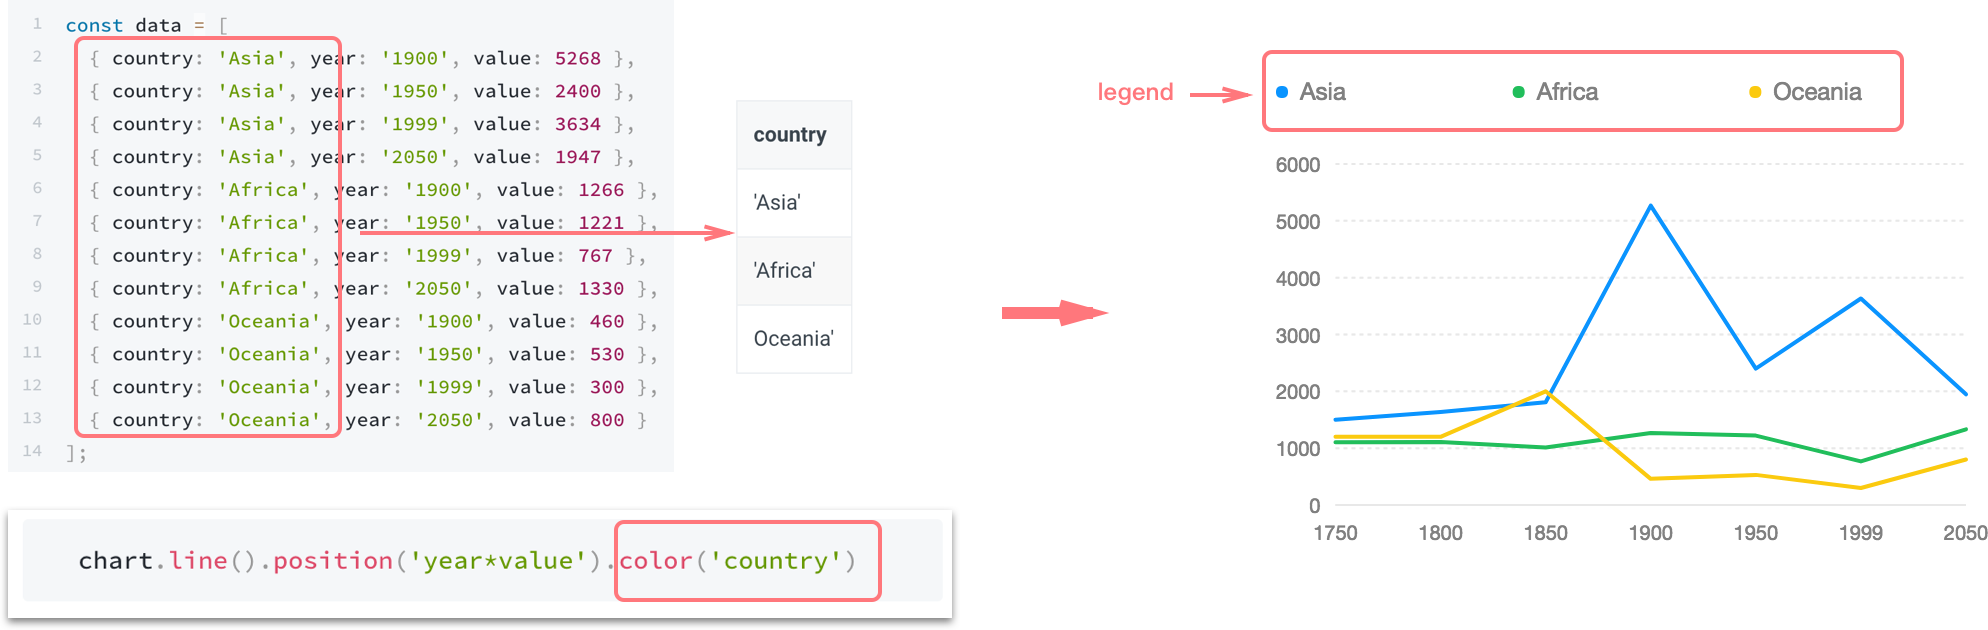 1 const data = [
2 { country: 'Asia', year: '1900', value: 5268 },
3 { country: 'Asia', year: '1950', value: 2400 },
4 { country: 'Asia', year: '1999', value: 3634 },
5 { country: 'Asia', year: '2050', value: 1947 },
6 { country: 'Africa', year: '1900', value: 1266 },
7 { country: 'Africa', year: '1950', value: 1221 },
8 { country: 'Africa', year: '1999', value: 767 },
9 { country: 'Africa', year: '2050', value: 1330 },
10 { country: 'Oceania', year: '1900', value: 460 },
11 { country: 'Oceania', year: '1950', value: 530 },
12 { country: 'Oceania', year: '1999', value: 300 },
13 { country: 'Oceania', year: '2050', value: 800 }
14 ];
chart.line().position('year*value').color('country')
country
'Asia'
'Africa'
Oceania'
legend
Asia Africa Oceania
6000
5000
4000
3000
2000
1000
0
1750 1800 1850 1900 1950 1999 2050